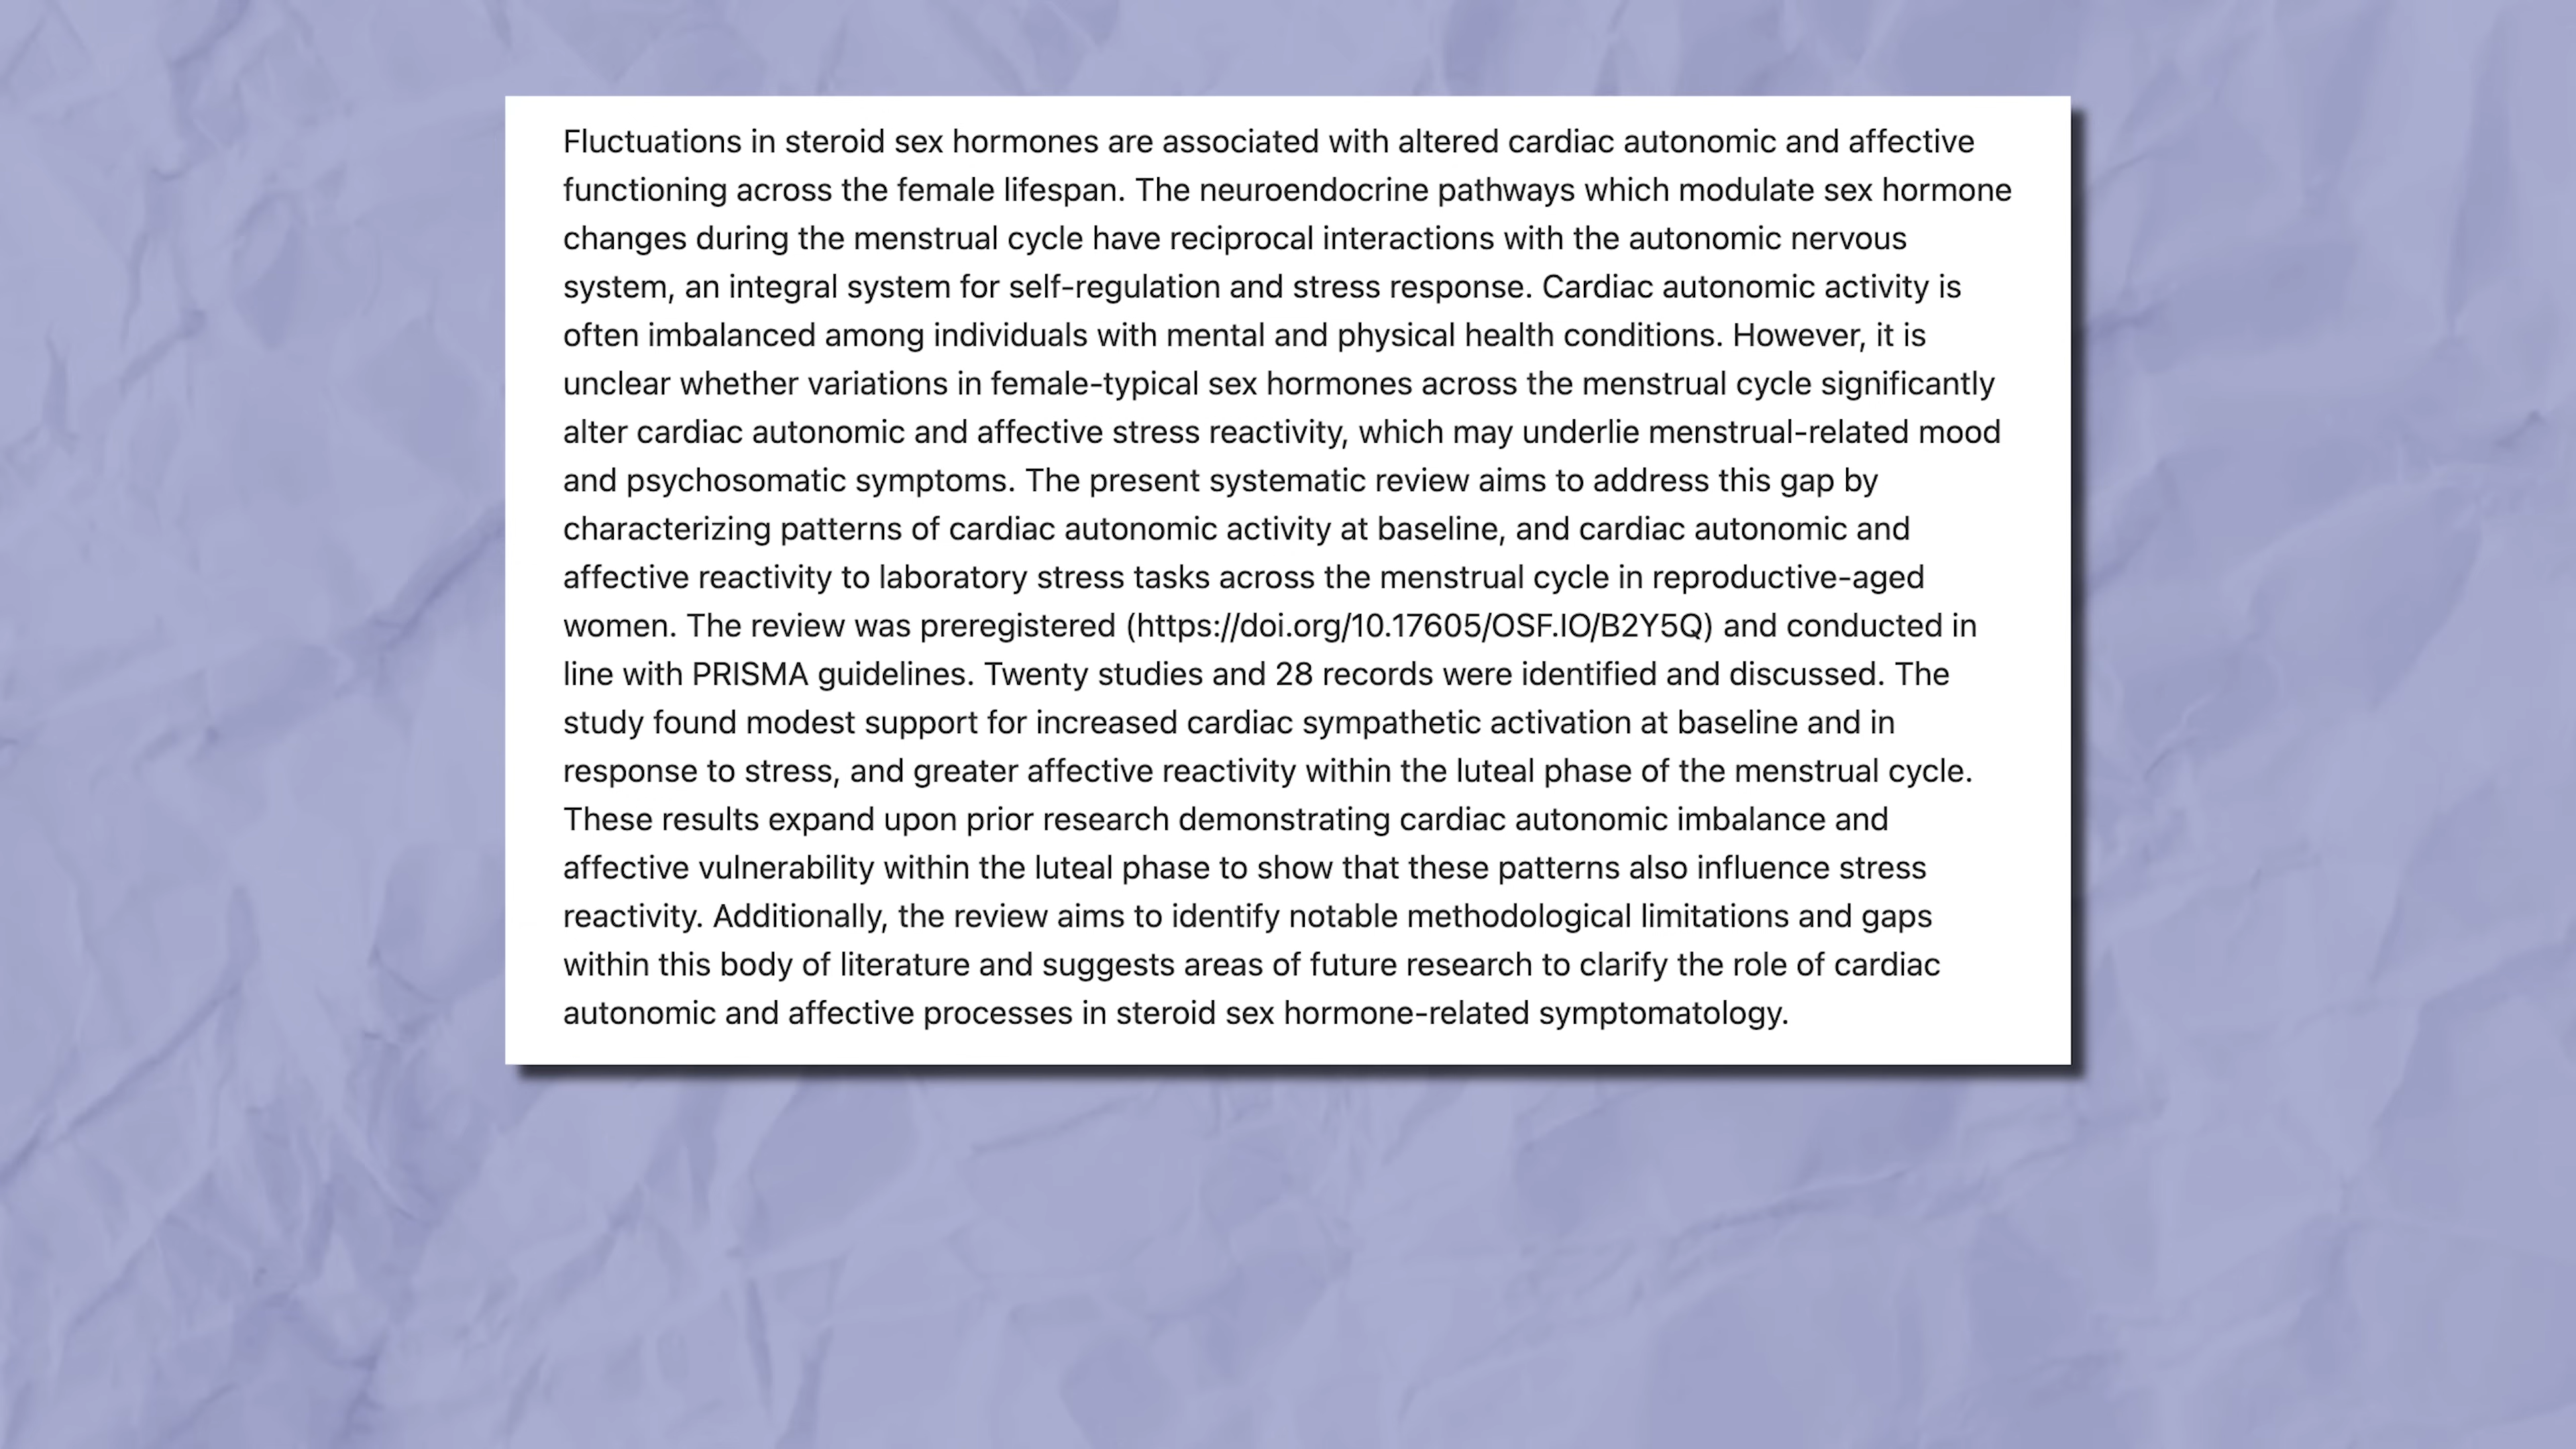 Fluctuations in steroid sex hormones are associated with altered cardiac autonomic and affective
functioning across the female lifespan. The neuroendocrine pathways which modulate sex hormone
changes during the menstrual cycle have reciprocal interactions with the autonomic nervous
system, an integral system for self-regulation and stress response. Cardiac autonomic activity is
often imbalanced among individuals with mental and physical health conditions. However, it is
unclear whether variations in female-typical sex hormones across the menstrual cycle significantly
alter cardiac autonomic and affective stress reactivity, which may underlie menstrual-related mood
and psychosomatic symptoms. The present systematic review aims to address this gap by
characterizing patterns of cardiac autonomic activity at baseline, and cardiac autonomic and
affective reactivity to laboratory stress tasks across the menstrual cycle in reproductive-aged
women. The review was preregistered (https://doi.org/10.17605/OSF.IO/B2Y5Q) and conducted in
line with PRISMA guidelines. Twenty studies and 28 records were identified and discussed. The
study found modest support for increased cardiac sympathetic activation at baseline and in
response to stress, and greater affective reactivity within the luteal phase of the menstrual cycle.
These results expand upon prior research demonstrating cardiac autonomic imbalance and
affective vulnerability within the luteal phase to show that these patterns also influence stress
reactivity. Additionally, the review aims to identify notable methodological limitations and gaps
within this body of literature and suggests areas of future research to clarify the role of cardiac
autonomic and affective processes in steroid sex hormone-related symptomatology.